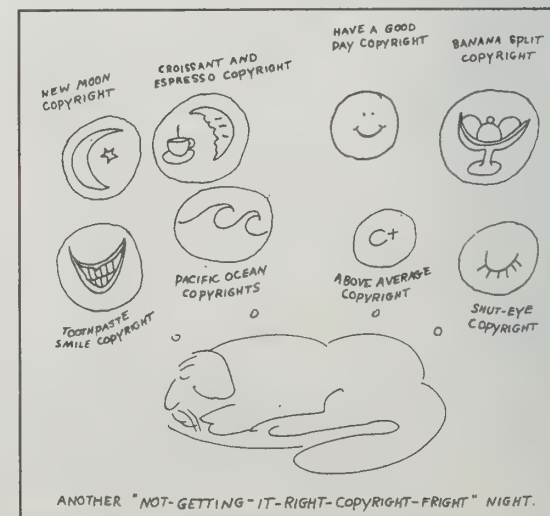 NEW MOON
COPYRIGHT
CROISSANT AND
ESPRESSO COPYRIGHT
HAVE A GOOD
DAY COPYRIGHT
BANANA SPLIT
COPYRIGHT
TOOTHPASTE
SMILE COPYRIGHT
PACIFIC OCEAN
COPYRIGHTS
C+
ABOVE AVERAGE
COPYRIGHT
SHUT-EYE
COPYRIGHT
ANOTHER "NOT-GETTING-IT-RIGHT-COPYRIGHT-FRIGHT" NIGHT.